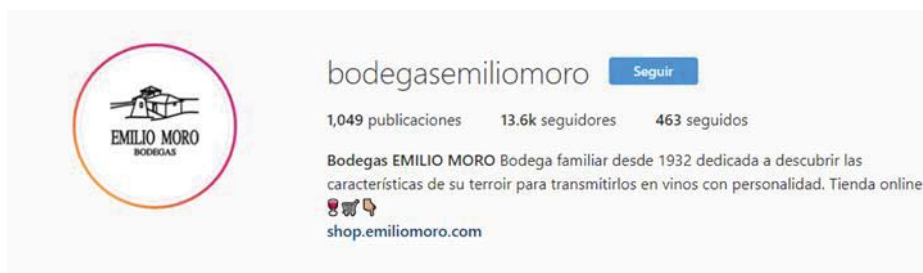 EMILIO MORO
BODEGAS
bodegasemiliomoro Seguir
1,049 publicaciones 13.6k seguidores 463 seguidos
Bodegas EMILIO MORO Bodega familiar desde 1932 dedicada a descubrir las
características de su terroir para transmitirlos en vinos con personalidad. Tienda online
🍷🛒👇
shop.emiliomoro.com